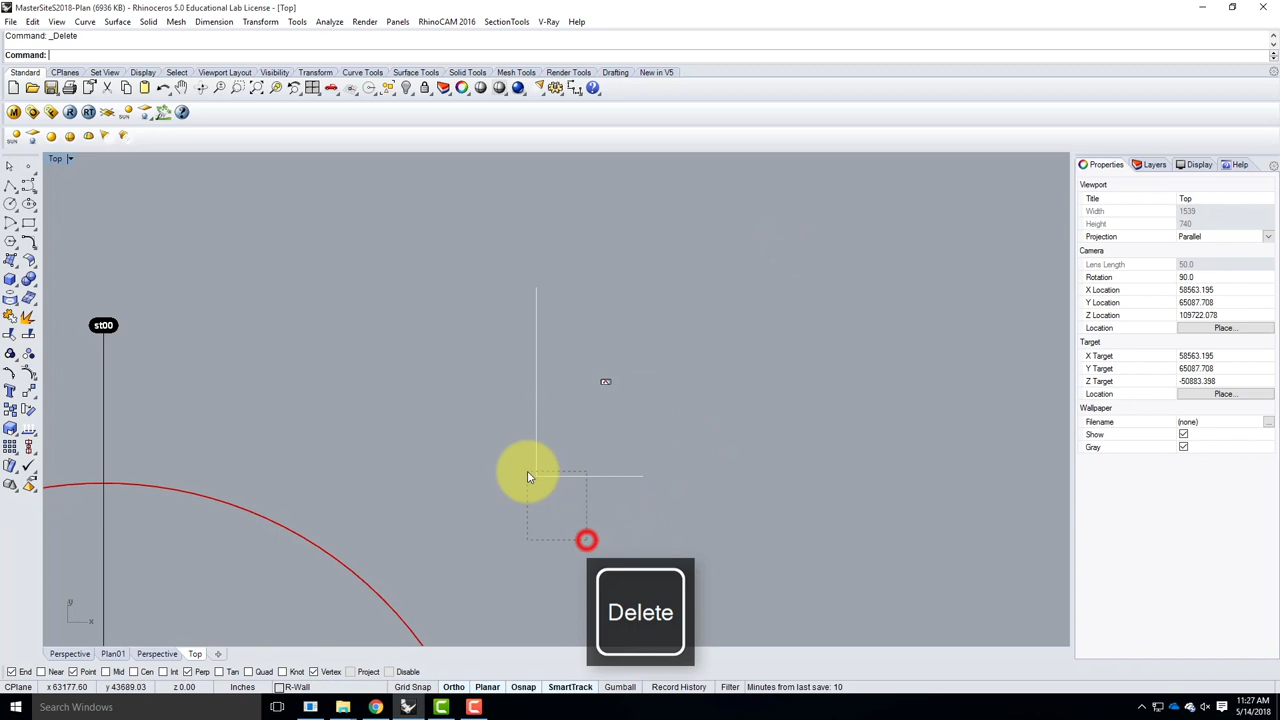 MasterSiteS2018-Plan (6936 KB) - Rhinoceros 5.0 Educational Lab License - [Top]
File Edit View Curve Surface Solid Mesh Dimension Transform Tools Analyze Render Panels RhinoCAM 2016 SectionTools V-Ray Help
Command: _Delete
Command:
Standard CPlanes Set View Display Select Viewport Layout Visibility Transform Curve Tools Surface Tools Solid Tools Mesh Tools Render Tools Drafting New in V5
Top
Properties Layers Display Help
Viewport
Title Top
Width 1539
Height 740
Projection Parallel
Camera
Lens Length 50.0
Rotation 90.0
X Location 58563.195
Y Location 65087.708
Z Location 109722.078
Location Place...
Target
X Target 58563.195
Y Target 65087.708
Z Target -50883.398
Location Place...
Wallpaper
Filename (none) ...
Show
Gray
st00
Delete
y
x
Perspective Plan01 Perspective Top
End Near Point Mid Cen Int Perp Tan Quad Knot Vertex Project Disable
CPlane x 63177.60 y 43689.03 z 0.00 Inches R-Wall Grid Snap Ortho Planar Osnap SmartTrack Gumball Record History Filter Minutes from last save: 10
Search Windows
11:27 AM
5/14/2018